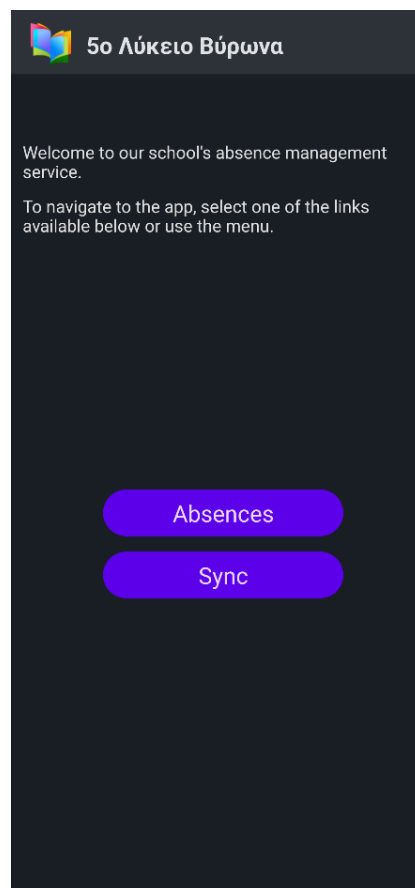 5ο Λύκειο Βύρωνα
Welcome to our school's absence management
service.
To navigate to the app, select one of the links
available below or use the menu.
Absences
Sync